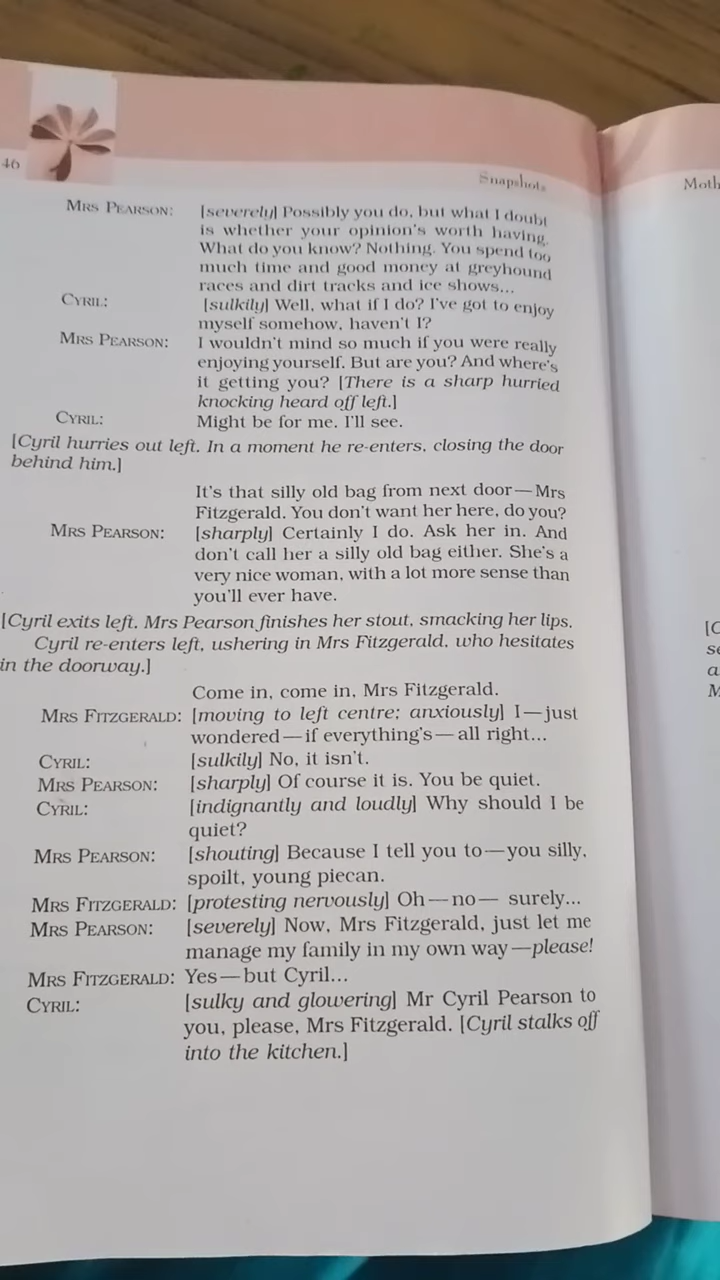 46
Snapshots
MRS PEARSON: [severely] Possibly you do, but what I doubt
is whether your opinion's worth having.
What do you know? Nothing. You spend too
much time and good money at greyhound
races and dirt tracks and ice shows...
CYRIL: [sulkily] Well, what if I do? I've got to enjoy
myself somehow, haven't I?
MRS PEARSON: I wouldn't mind so much if you were really
enjoying yourself. But are you? And where's
it getting you? [There is a sharp hurried
knocking heard off left.]
CYRIL: Might be for me. I'll see.
[Cyril hurries out left. In a moment he re-enters, closing the door
behind him.]
It's that silly old bag from next door—Mrs
Fitzgerald. You don't want her here, do you?
MRS PEARSON: [sharply] Certainly I do. Ask her in. And
don't call her a silly old bag either. She's a
very nice woman, with a lot more sense than
you'll ever have.
[Cyril exits left. Mrs Pearson finishes her stout, smacking her lips.
Cyril re-enters left, ushering in Mrs Fitzgerald, who hesitates
in the doorway.]
Come in, come in, Mrs Fitzgerald.
MRS FITZGERALD: [moving to left centre; anxiously] I—just
wondered—if everything's—all right...
CYRIL: [sulkily] No, it isn't.
MRS PEARSON: [sharply] Of course it is. You be quiet.
CYRIL: [indignantly and loudly] Why should I be
quiet?
MRS PEARSON: [shouting] Because I tell you to—you silly,
spoilt, young piecan.
MRS FITZGERALD: [protesting nervously] Oh—no— surely...
MRS PEARSON: [severely] Now, Mrs Fitzgerald, just let me
manage my family in my own way—please!
MRS FITZGERALD: Yes—but Cyril...
CYRIL: [sulky and glowering] Mr Cyril Pearson to
you, please, Mrs Fitzgerald. [Cyril stalks off
into the kitchen.]
Moth
[C
se
a
M